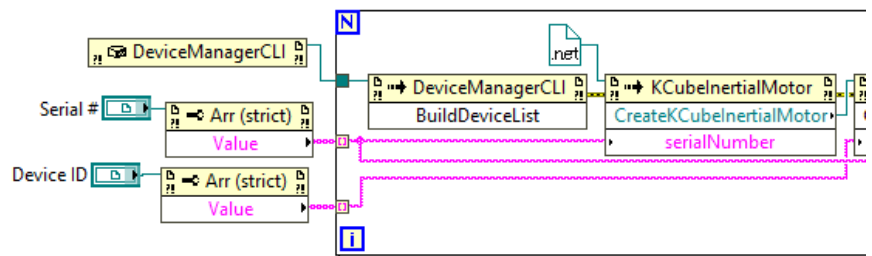 N
DeviceManagerCLI
.net
DeviceManagerCLI
BuildDeviceList
KCubeInertialMotor
CreateKCubeInertialMotor
serialNumber
Serial #
Arr (strict)
Value
Device ID
Arr (strict)
Value
i